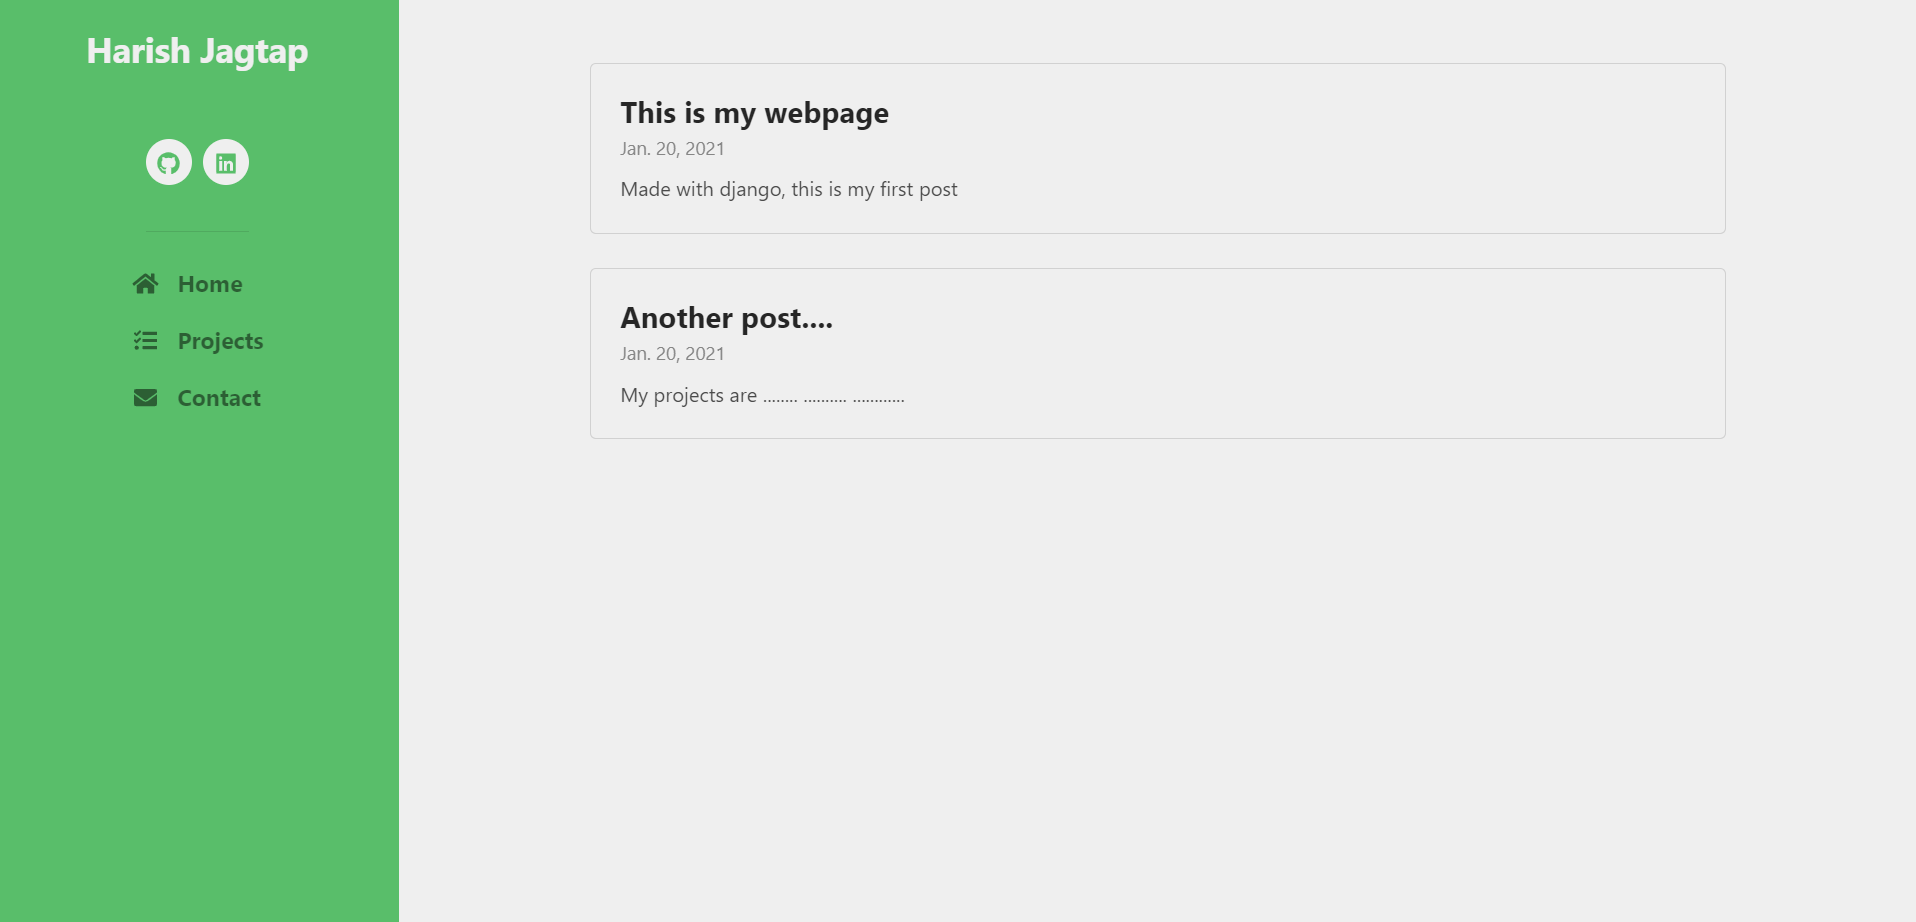 Harish Jagtap
Home
Projects
Contact
This is my webpage
Jan. 20, 2021
Made with django, this is my first post
Another post....
Jan. 20, 2021
My projects are ........ .......... ............